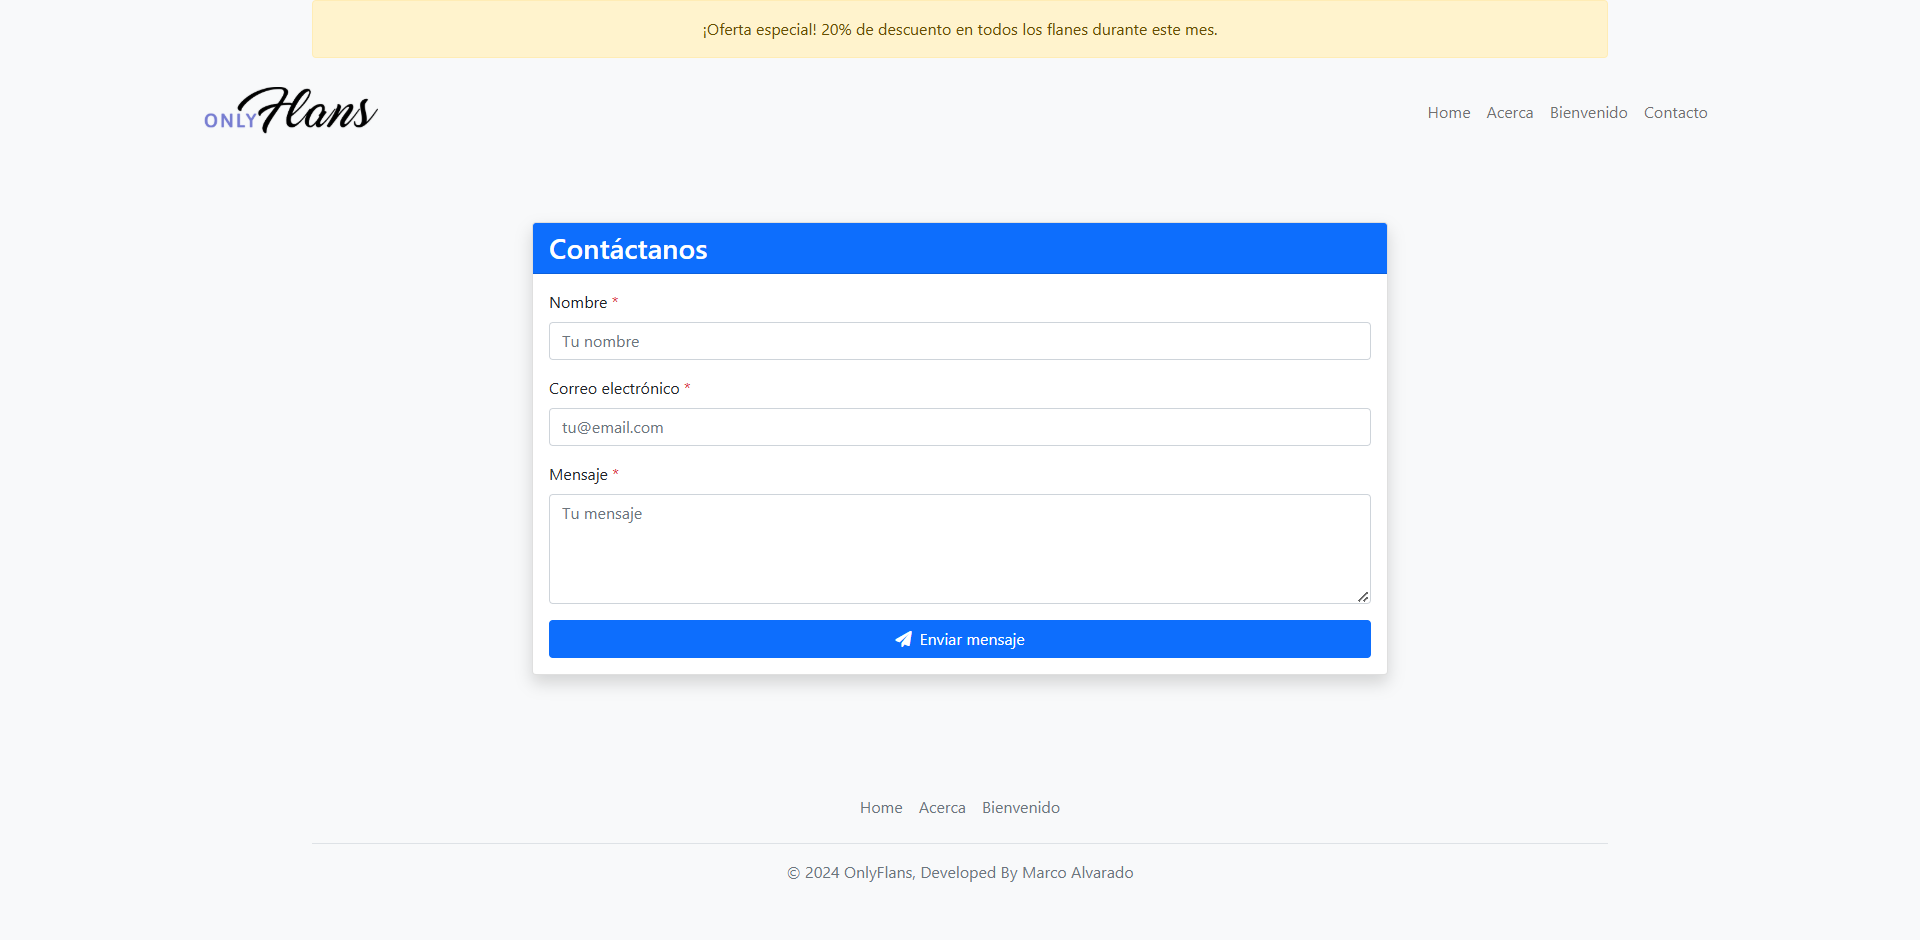 ¡Oferta especial! 20% de descuento en todos los flanes durante este mes.
ONLYFlans
Home Acerca Bienvenido Contacto
Contáctanos
Nombre *
Tu nombre
Correo electrónico *
tu@email.com
Mensaje *
Tu mensaje
Enviar mensaje
Home Acerca Bienvenido
© 2024 OnlyFlans, Developed By Marco Alvarado